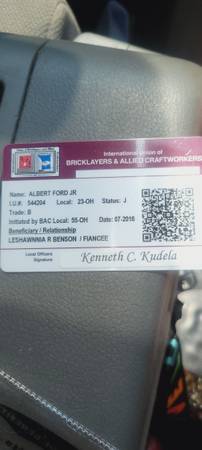 International Union of
BRICKLAYERS & ALLIED CRAFTWORKERS
Name: ALBERT FORD JR
I.U.#: 544204 Local: 23-OH Status: J
Trade: B
Initiated by BAC Local: 55-OH Date: 07-2016
Beneficiary / Relationship
LESHAWNNIA R BENSON / FIANCEE
Local Officers
Signature
Kenneth C. Kudela